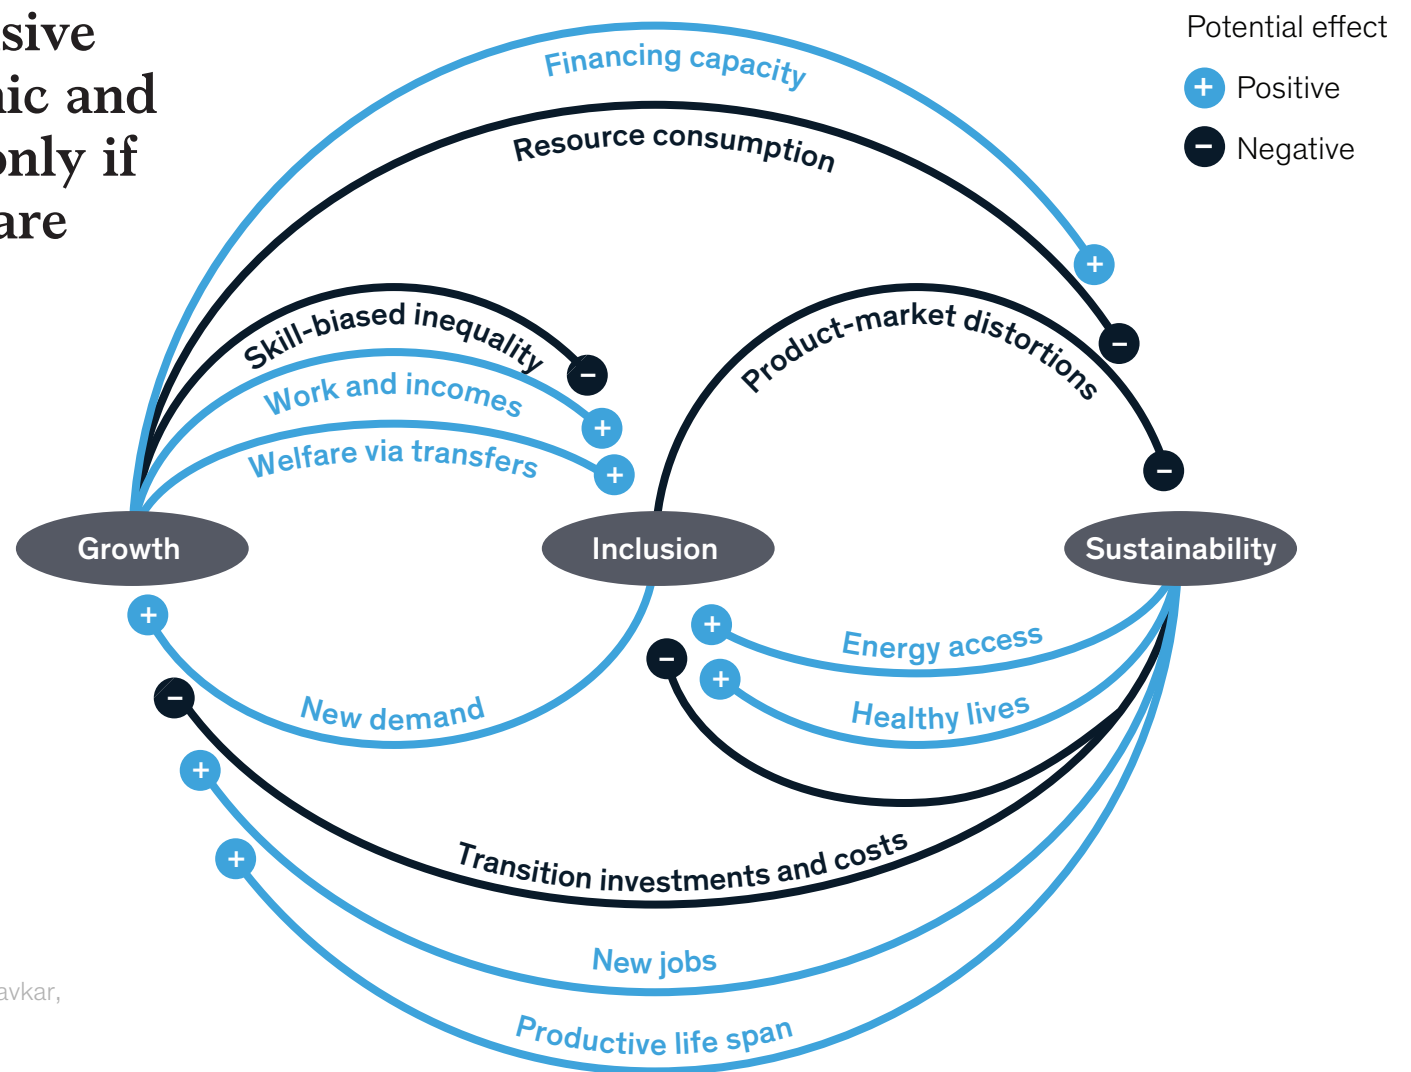 sive
ic and
only if
are
Potential effect
+ Positive
− Negative
Financing capacity
Resource consumption
+
−
Skill-biased inequality
−
Work and incomes
+
Welfare via transfers
+
Product-market distortions
−
Growth
Inclusion
Sustainability
+
New demand
−
+
Energy access
−
+
Healthy lives
+
Transition investments and costs
+
New jobs
Productive life span
avkar,